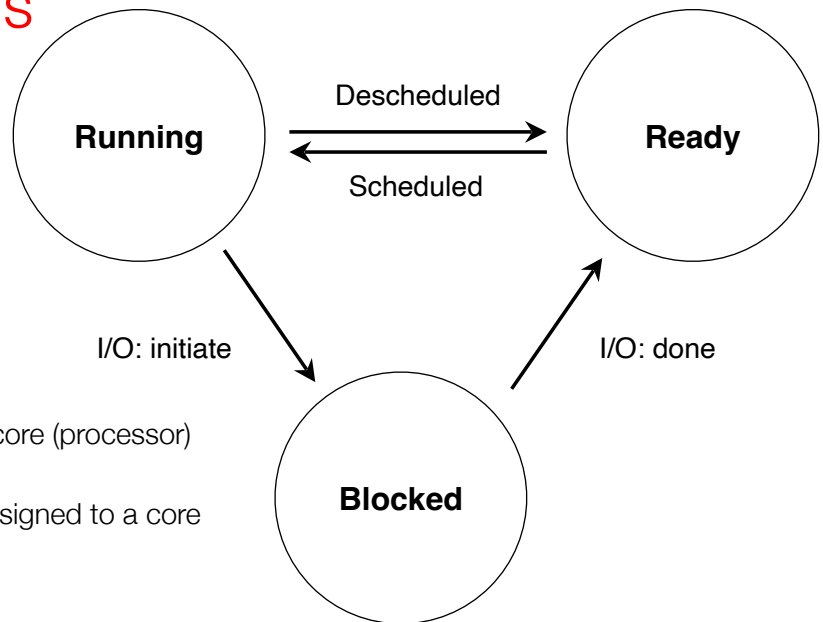 s
Descheduled
Running
Ready
Scheduled
I/O: initiate
I/O: done
core (processor)
Blocked
signed to a core